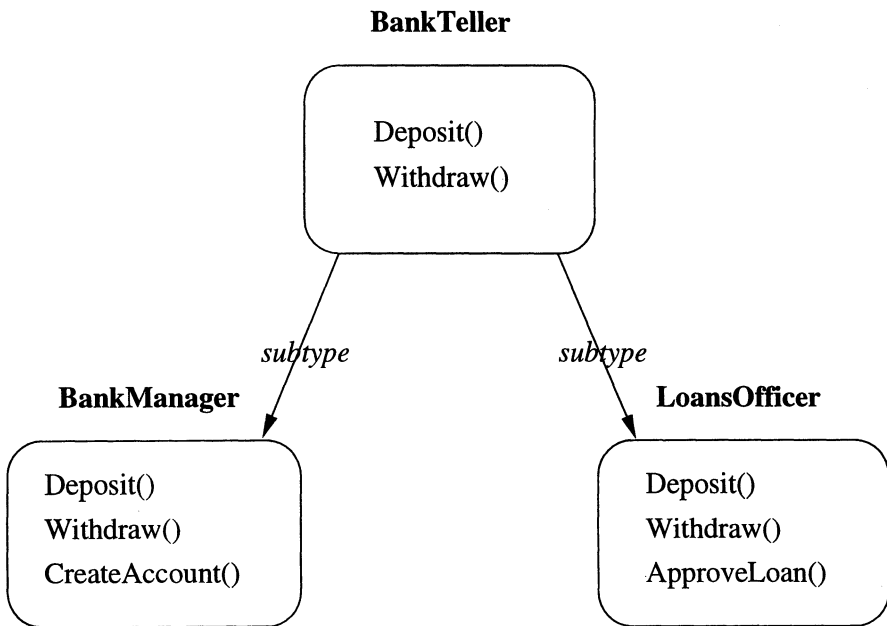 BankTeller
Deposit()
Withdraw()
subtype
subtype
BankManager
LoansOfficer
Deposit()
Withdraw()
CreateAccount()
Deposit()
Withdraw()
ApproveLoan()